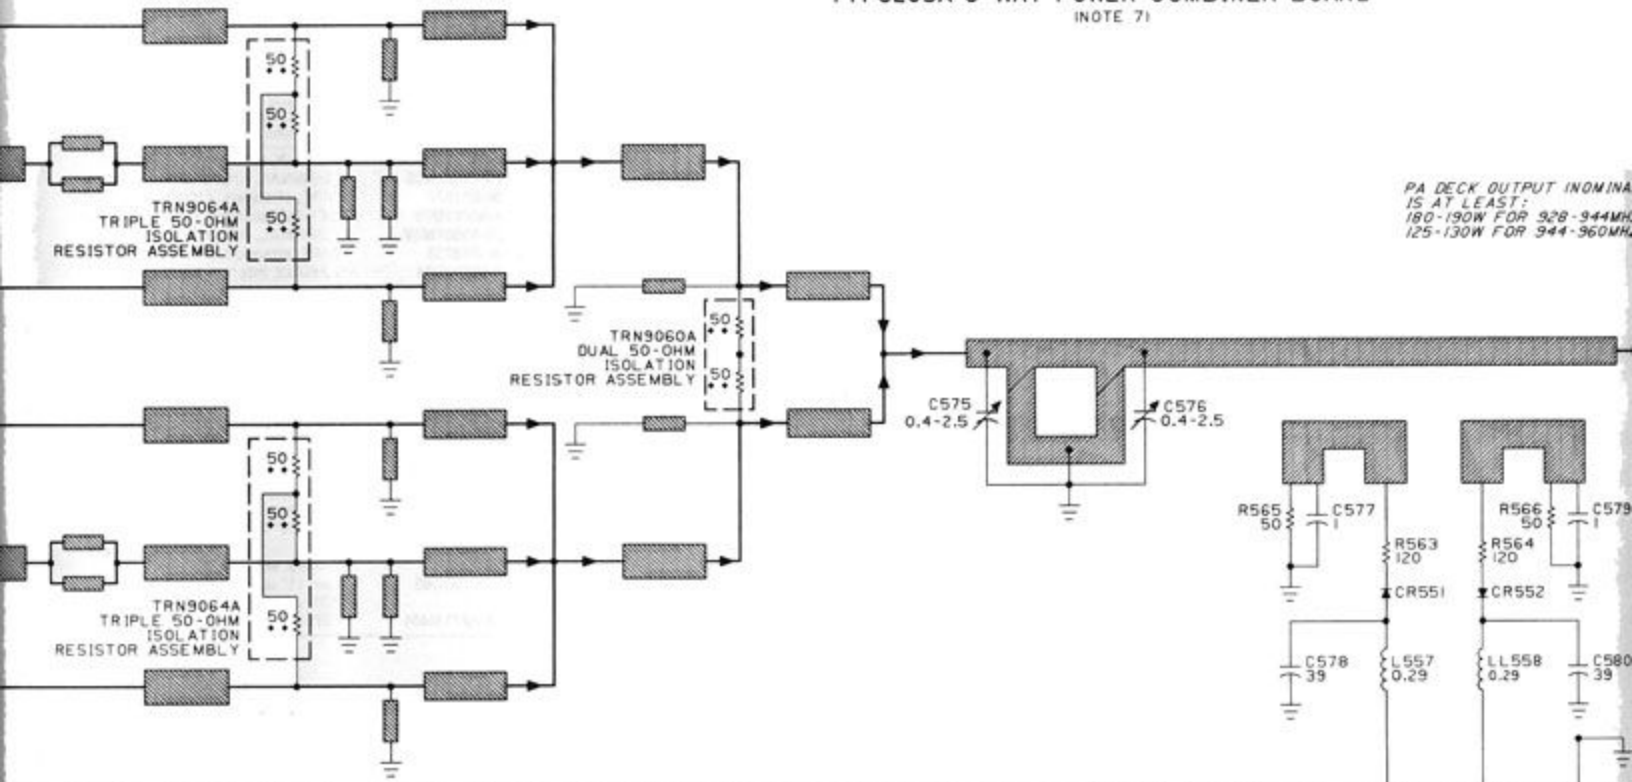 (NOTE 7)
50
50
TRN9064A
TRIPLE 50-OHM
ISOLATION
RESISTOR ASSEMBLY
50
PA DECK OUTPUT (NOMINA
IS AT LEAST:
180-190W FOR 928-944MH
125-130W FOR 944-960MH
TRN9060A
DUAL 50-OHM
ISOLATION
RESISTOR ASSEMBLY
50
50
C575
0.4-2.5
C576
0.4-2.5
50
50
TRN9064A
TRIPLE 50-OHM
ISOLATION
RESISTOR ASSEMBLY
50
R565
50
C577
1
R563
120
CR551
C578
39
L557
0.29
R566
50
C579
1
R564
120
CR552
LL558
0.29
C580
39